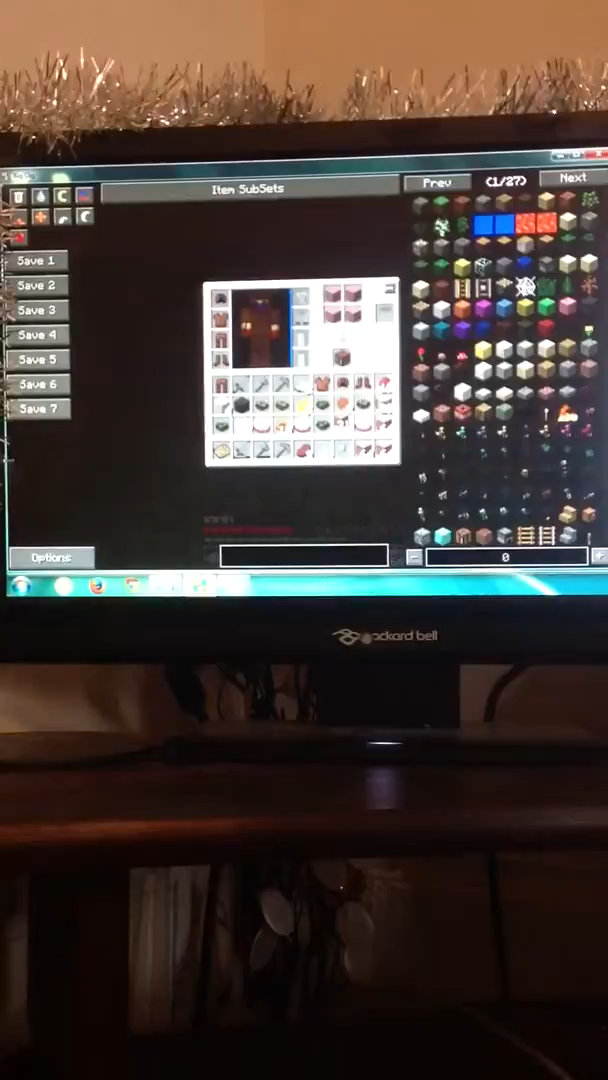 Item SubSets
Prev
(1/27)
Next
Save 1
Save 2
Save 3
Save 4
Save 5
Save 6
Save 7
Options
0
packard bell